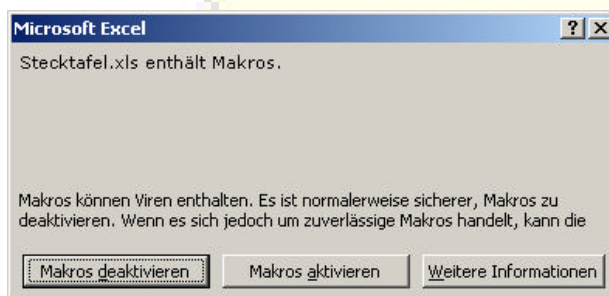 Microsoft Excel
Stecktafel.xls enthält Makros.
Makros können Viren enthalten. Es ist normalerweise sicherer, Makros zu
deaktivieren. Wenn es sich jedoch um zuverlässige Makros handelt, kann die
Makros deaktivieren Makros aktivieren Weitere Informationen